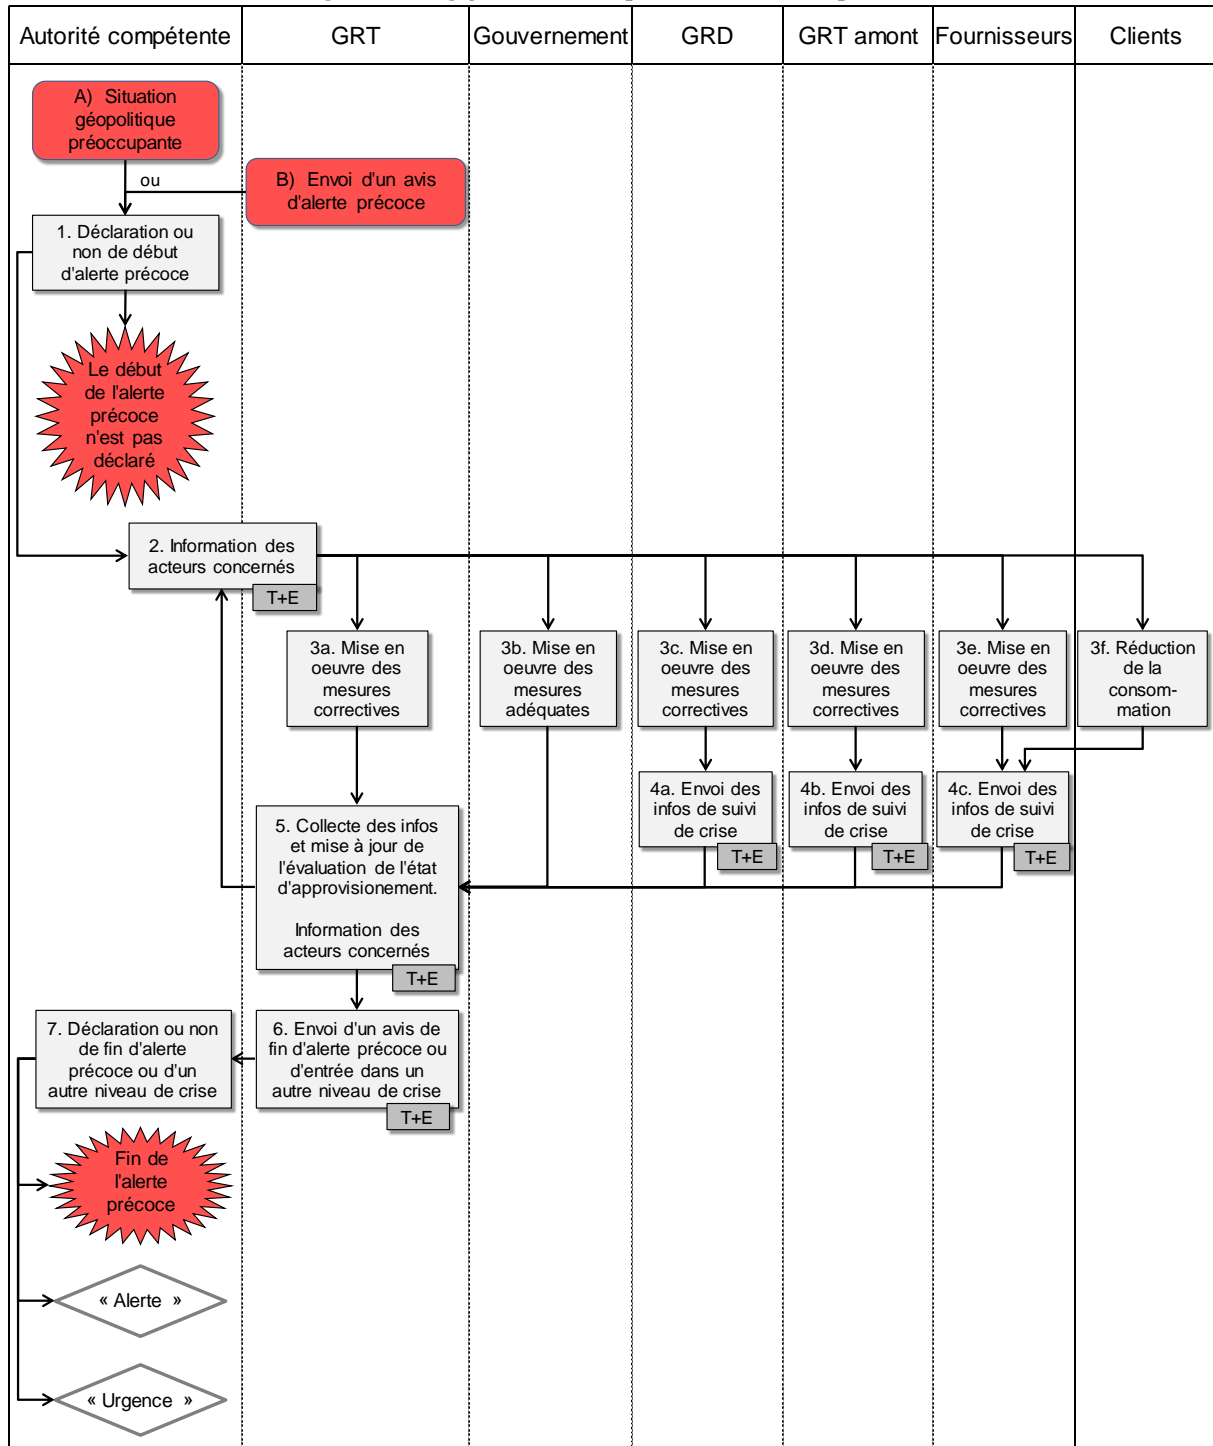 Autorité compétente
GRT
Gouvernement
GRD
GRT amont
Fournisseurs
Clients
A) Situation
géopolitique
préoccupante
ou
B) Envoi d'un avis
d'alerte précoce
1. Déclaration ou
non de début
d'alerte précoce
Le début
de l'alerte
précoce
n'est pas
déclaré
2. Information des
acteurs concernés
T+E
3a. Mise en
oeuvre des
mesures
correctives
3b. Mise en
oeuvre des
mesures
adéquates
3c. Mise en
oeuvre des
mesures
correctives
3d. Mise en
oeuvre des
mesures
correctives
3e. Mise en
oeuvre des
mesures
correctives
3f. Réduction
de la
consom-
mation
4a. Envoi des
infos de suivi
de crise
T+E
4b. Envoi des
infos de suivi
de crise
T+E
4c. Envoi des
infos de suivi
de crise
T+E
5. Collecte des infos
et mise à jour de
l'évaluation de l'état
d'approvisionement.
Information des
acteurs concernés
T+E
7. Déclaration ou non
de fin d'alerte
précoce ou d'un
autre niveau de crise
6. Envoi d'un avis de
fin d'alerte précoce ou
d'entrée dans un
autre niveau de crise
T+E
Fin de
l'alerte
précoce
« Alerte »
« Urgence »